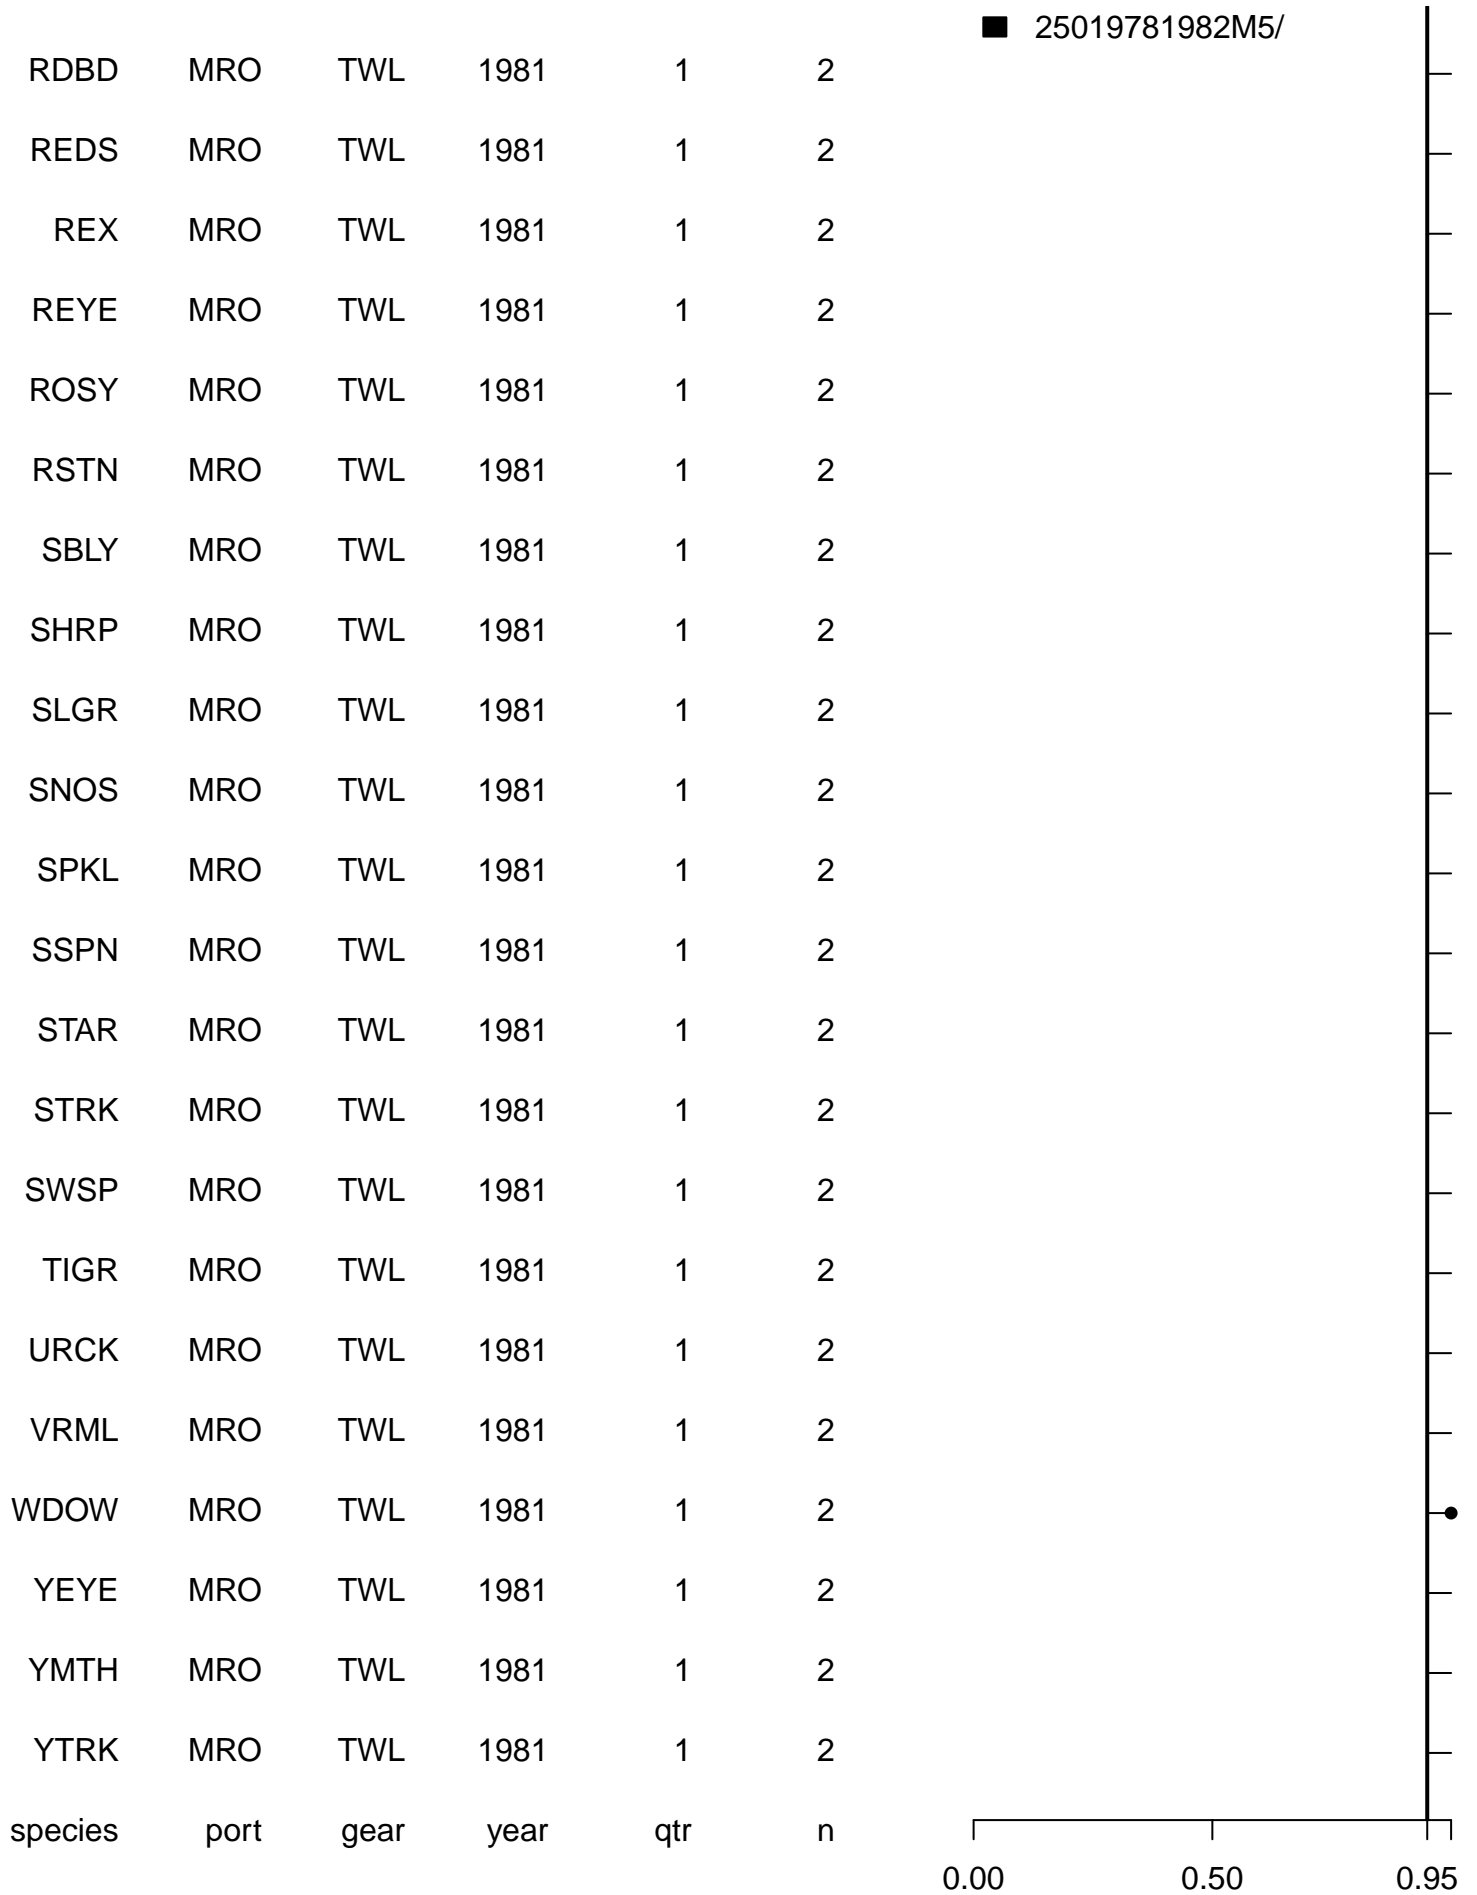 25019781982M5/
RDBD MRO TWL 1981 1 2
REDS MRO TWL 1981 1 2
REX MRO TWL 1981 1 2
REYE MRO TWL 1981 1 2
ROSY MRO TWL 1981 1 2
RSTN MRO TWL 1981 1 2
SBLY MRO TWL 1981 1 2
SHRP MRO TWL 1981 1 2
SLGR MRO TWL 1981 1 2
SNOS MRO TWL 1981 1 2
SPKL MRO TWL 1981 1 2
SSPN MRO TWL 1981 1 2
STAR MRO TWL 1981 1 2
STRK MRO TWL 1981 1 2
SWSP MRO TWL 1981 1 2
TIGR MRO TWL 1981 1 2
URCK MRO TWL 1981 1 2
VRML MRO TWL 1981 1 2
WDOW MRO TWL 1981 1 2
YEYE MRO TWL 1981 1 2
YMTH MRO TWL 1981 1 2
YTRK MRO TWL 1981 1 2
species port gear year qtr n
0.00 0.50 0.95